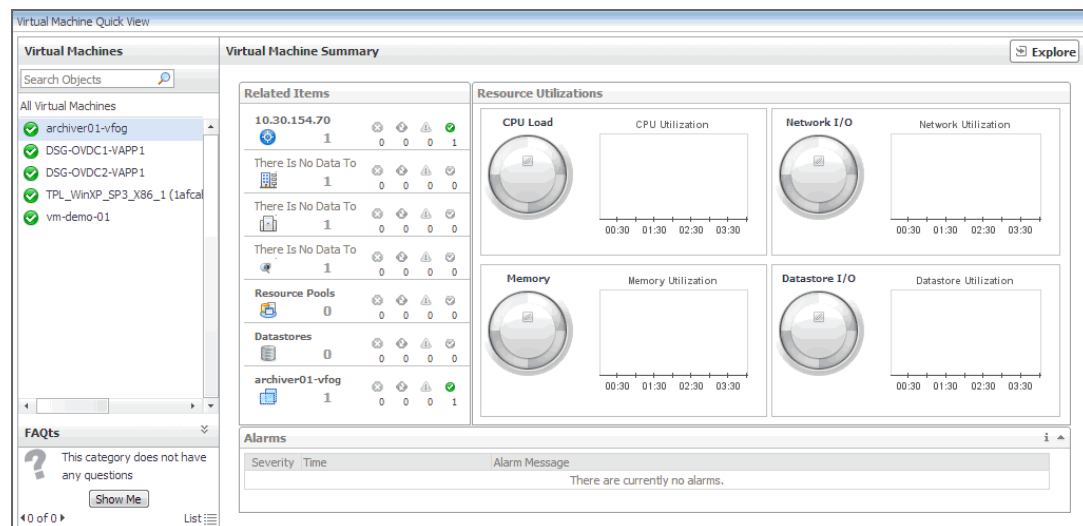 Virtual Machine Quick View
Virtual Machines
Search Objects
All Virtual Machines
archiver01-vfog
DSG-OVDC1-VAPP1
DSG-OVDC2-VAPP1
TPL_WinXP_SP3_X86_1 (1afcal
vm-demo-01
FAQts
This category does not have
any questions
Show Me
0 of 0
List
Virtual Machine Summary
Explore
Related Items
10.30.154.70
1
0 0 0 1
There Is No Data To
1
0 0 0 0
There Is No Data To
1
0 0 0 0
There Is No Data To
1
0 0 0 0
Resource Pools
0
0 0 0 0
Datastores
0
0 0 0 0
archiver01-vfog
1
0 0 0 1
Resource Utilizations
CPU Load
CPU Utilization
00:30 01:30 02:30 03:30
Network I/O
Network Utilization
00:30 01:30 02:30 03:30
Memory
Memory Utilization
00:30 01:30 02:30 03:30
Datastore I/O
Datastore Utilization
00:30 01:30 02:30 03:30
Alarms
Severity Time Alarm Message
There are currently no alarms.